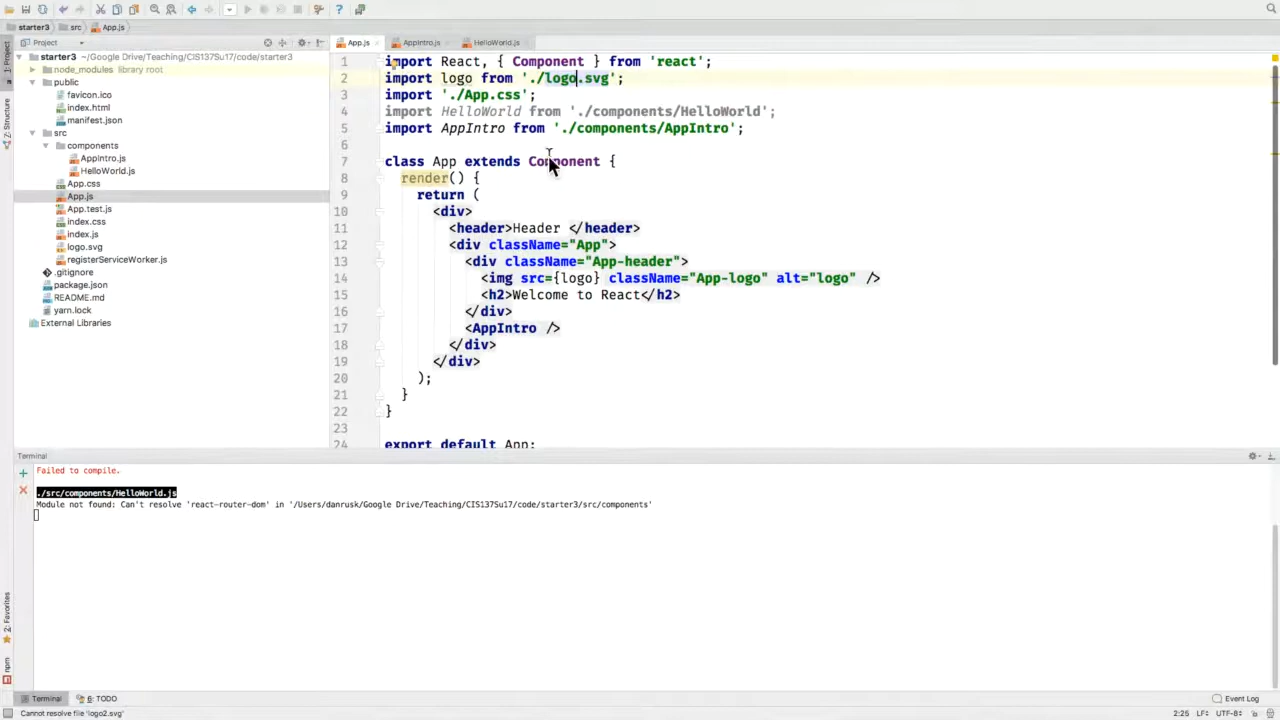 starter3 src App.js
Project
App.js AppIntro.js HelloWorld.js
1: Project
Z: Structure
2: Favorites
npm
starter3 ~/Google Drive/Teaching/CIS137Su17/code/starter3
node_modules library root
public
favicon.ico
index.html
manifest.json
src
components
AppIntro.js
HelloWorld.js
App.css
App.js
App.test.js
index.css
index.js
logo.svg
registerServiceWorker.js
.gitignore
package.json
README.md
yarn.lock
External Libraries
1 import React, { Component } from 'react';
2 import logo from './logo.svg';
3 import './App.css';
4 import HelloWorld from './components/HelloWorld';
5 import AppIntro from './components/AppIntro';
6
7 class App extends Component {
8 render() {
9 return (
10 <div>
11 <header>Header </header>
12 <div className="App">
13 <div className="App-header">
14 <img src={logo} className="App-logo" alt="logo" />
15 <h2>Welcome to React</h2>
16 </div>
17 <AppIntro />
18 </div>
19 </div>
20 );
21 }
22 }
23
24 export default App;
Terminal
Failed to compile.
./src/components/HelloWorld.js
Module not found: Can't resolve 'react-router-dom' in '/Users/danrusk/Google Drive/Teaching/CIS137Su17/code/starter3/src/components'
Terminal 6: TODO Event Log
Cannot resolve file 'logo2.svg' 2:25 LF÷ UTF-8÷